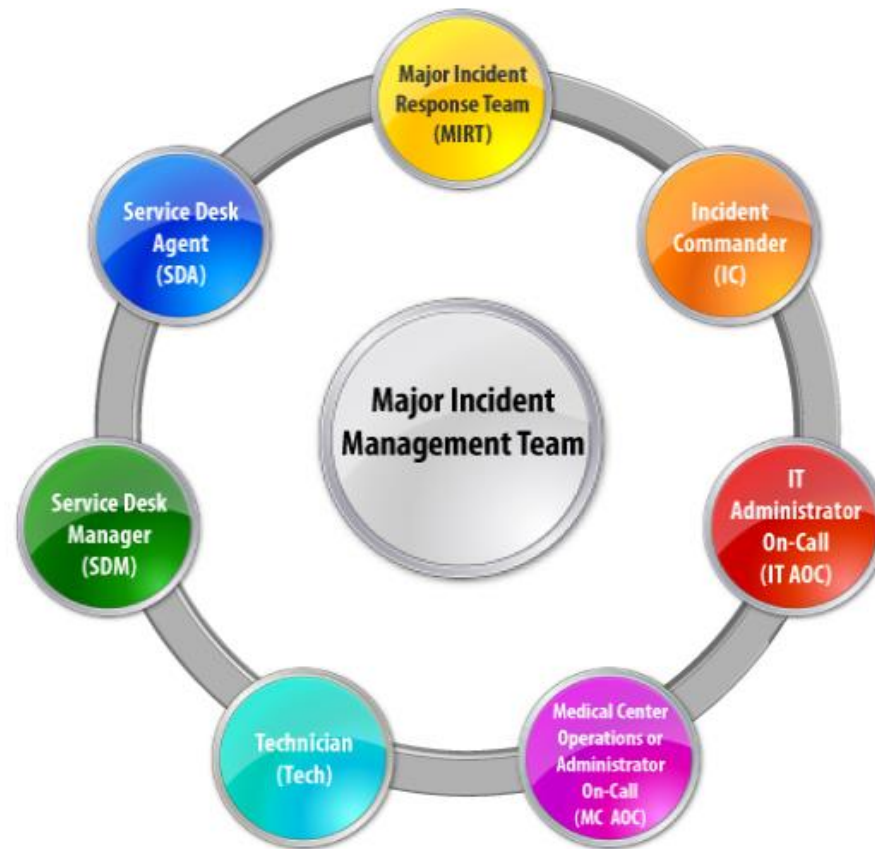 Major Incident
Response Team
(MIRT)
Incident
Commander
(IC)
IT
Administrator
On-Call
(IT AOC)
Medical Center
Operations or
Administrator
On-Call
(MC AOC)
Technician
(Tech)
Service Desk
Manager
(SDM)
Service Desk
Agent
(SDA)
Major Incident
Management Team